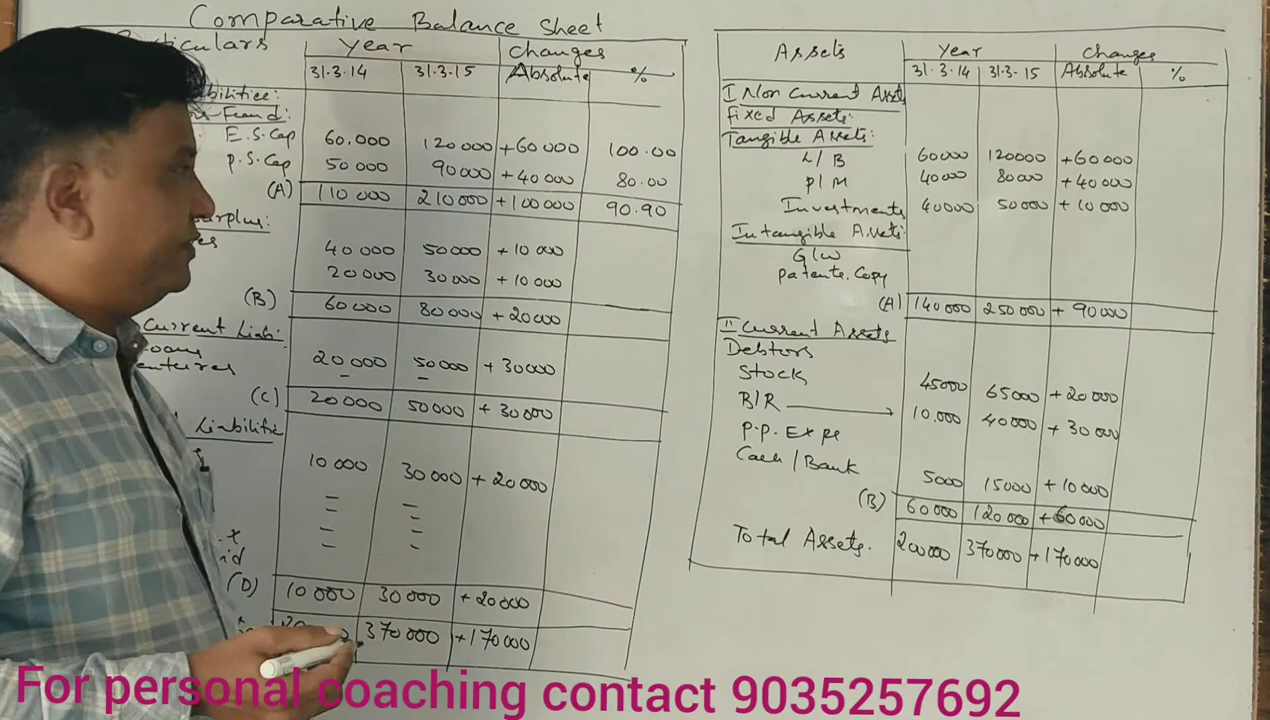 Comparative Balance Sheet
Year Changes
31.3.14 31.3.15 Absolute %
E.S.Cap 60.000 120000 +60000 100.00
P.S.Cap 50000 90000 +40000 80.00
(A) 110000 210000 +100000 90.90
40000 50000 +10000
20000 30000 +10000
(B) 60000 80000 +20000
Current Liab:
20000 50000 +30000
(C) 20000 50000 +30000
10000 30000 +20000
– –
– –
– –
– –
(D) 10000 30000 +20000
370000 +170000
Assets Year Changes
31.3.14 31.3.15 Absolute %
I Non Current Assets
Fixed Assets:
Tangible Assets:
L/B 60000 120000 +60000
P/M 40000 80000 +40000
Investments 40000 50000 +10000
Intangible Assets:
G/W
Patents.Copy
(A) 140000 250000 +90000
II Current Assets
Debtors
Stock 45000 65000 +20000
B/R 10.000 40000 +30000
P.P. Expe
Cash/Bank 5000 15000 +10000
(B) 60000 120000 +60000
Total Assets. 200000 370000 +170000
For personal coaching contact 9035257692